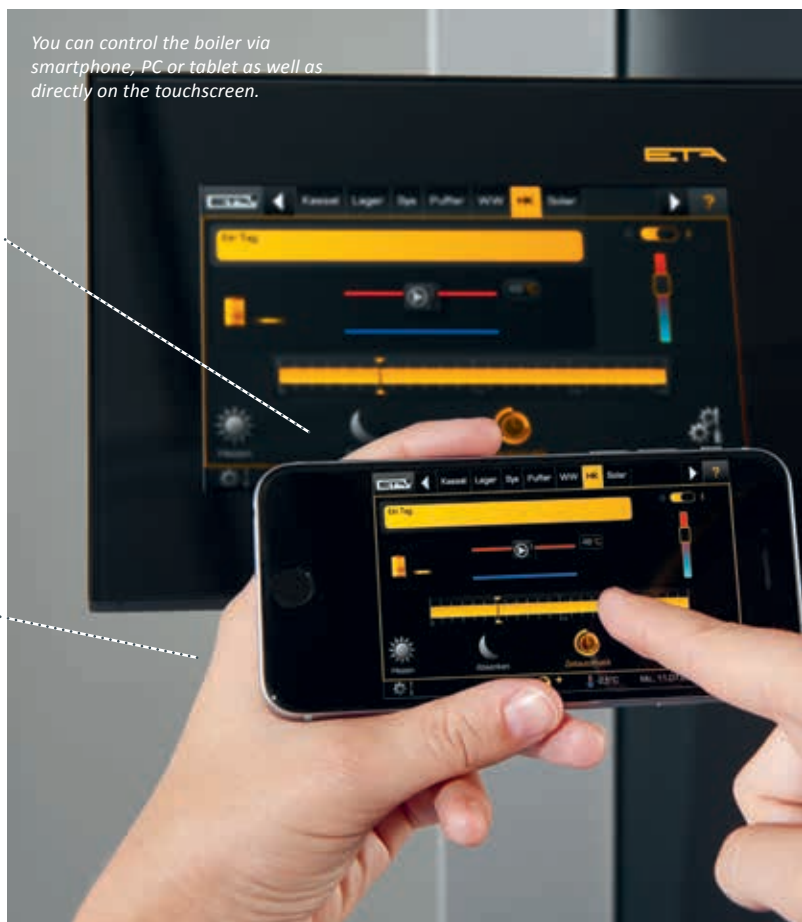 You can control the boiler via
smartphone, PC or tablet as well as
directly on the touchscreen.
ETA
ETA Kessel Lager Sys Puffer WW HK Solar ?
Ein Tag
Heizen
ETA Kessel Lager Sys Puffer WW HK Solar ?
Ein Tag
Heizen Absenken Zeitautomatik